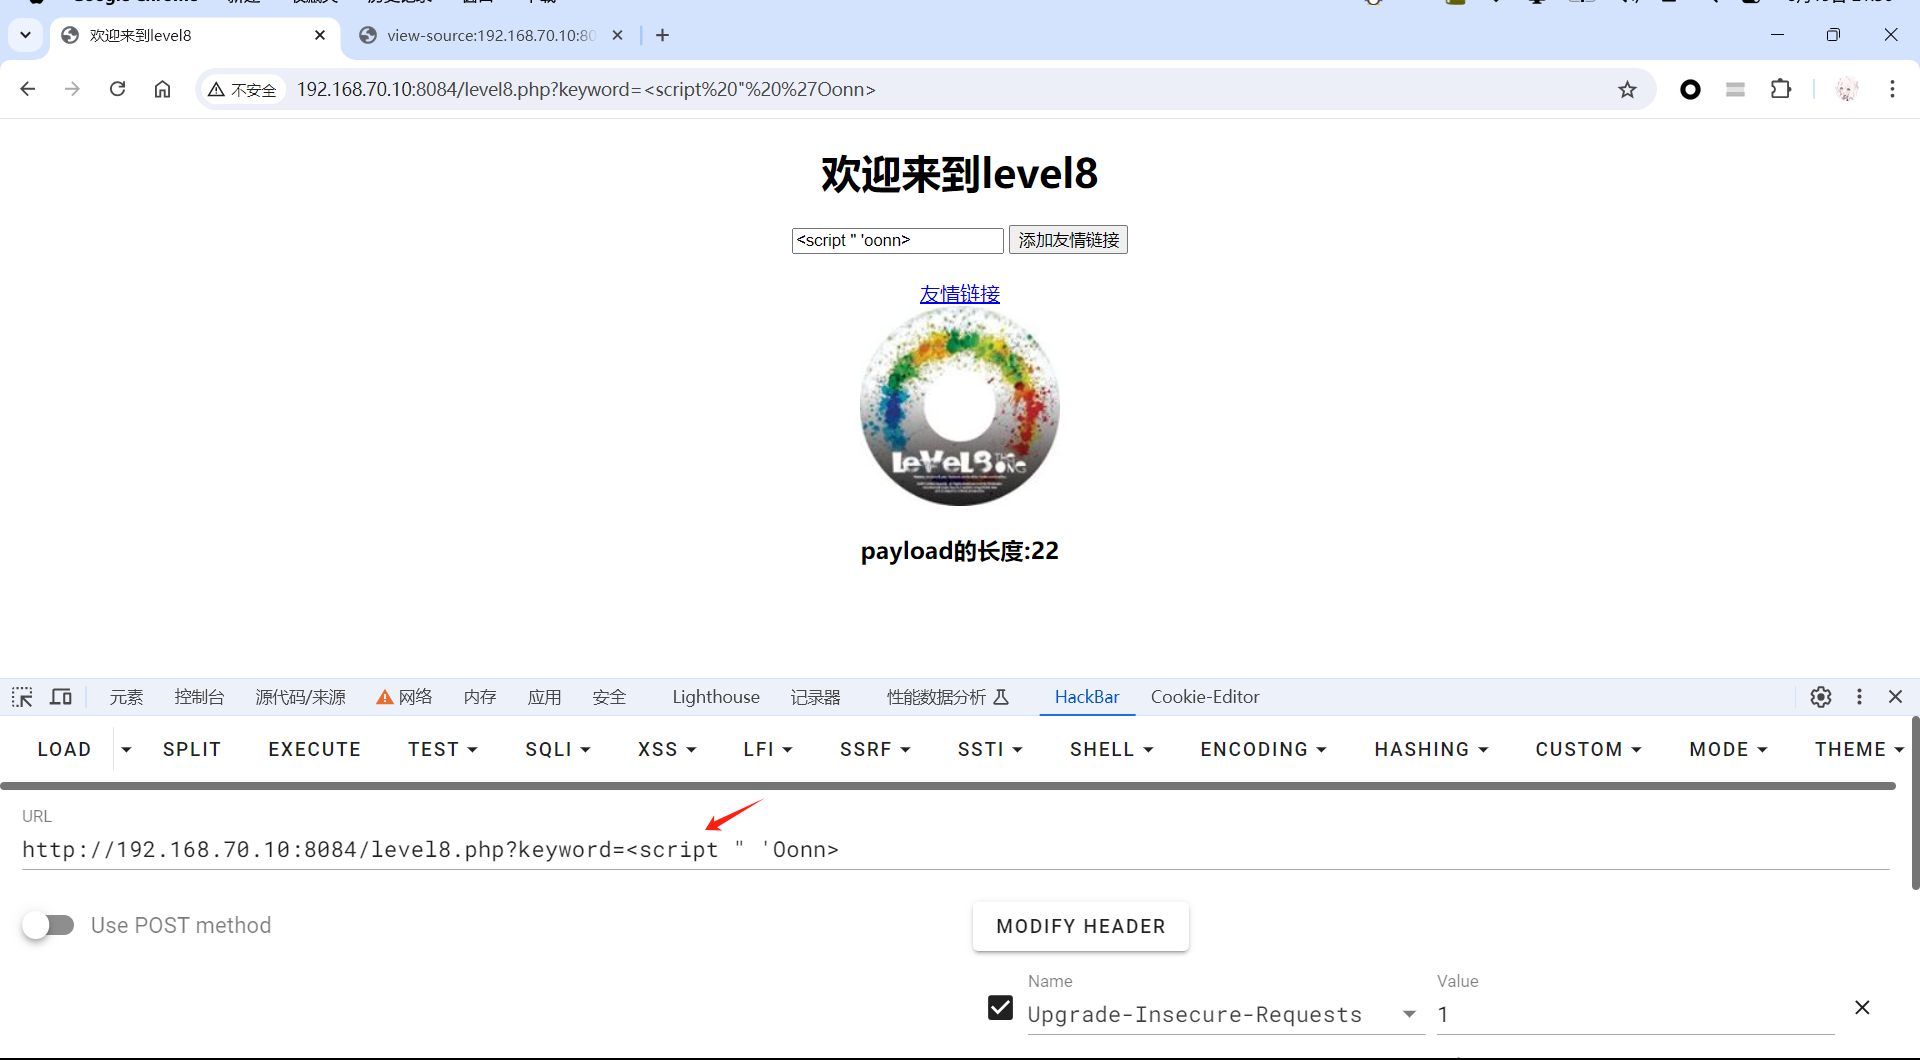 欢迎来到level8
view-source:192.168.70.10:80
不安全
192.168.70.10:8084/level8.php?keyword=<script%20"%20%27Oonn>
欢迎来到level8
<script " 'oonn>
添加友情链接
友情链接
LeVeL8
payload的长度:22
元素 控制台 源代码/来源 网络 内存 应用 安全 Lighthouse 记录器 性能数据分析 HackBar Cookie-Editor
LOAD SPLIT EXECUTE TEST SQLI XSS LFI SSRF SSTI SHELL ENCODING HASHING CUSTOM MODE THEME
URL
http://192.168.70.10:8084/level8.php?keyword=<script " 'Oonn>
Use POST method
MODIFY HEADER
Name Value
Upgrade-Insecure-Requests 1